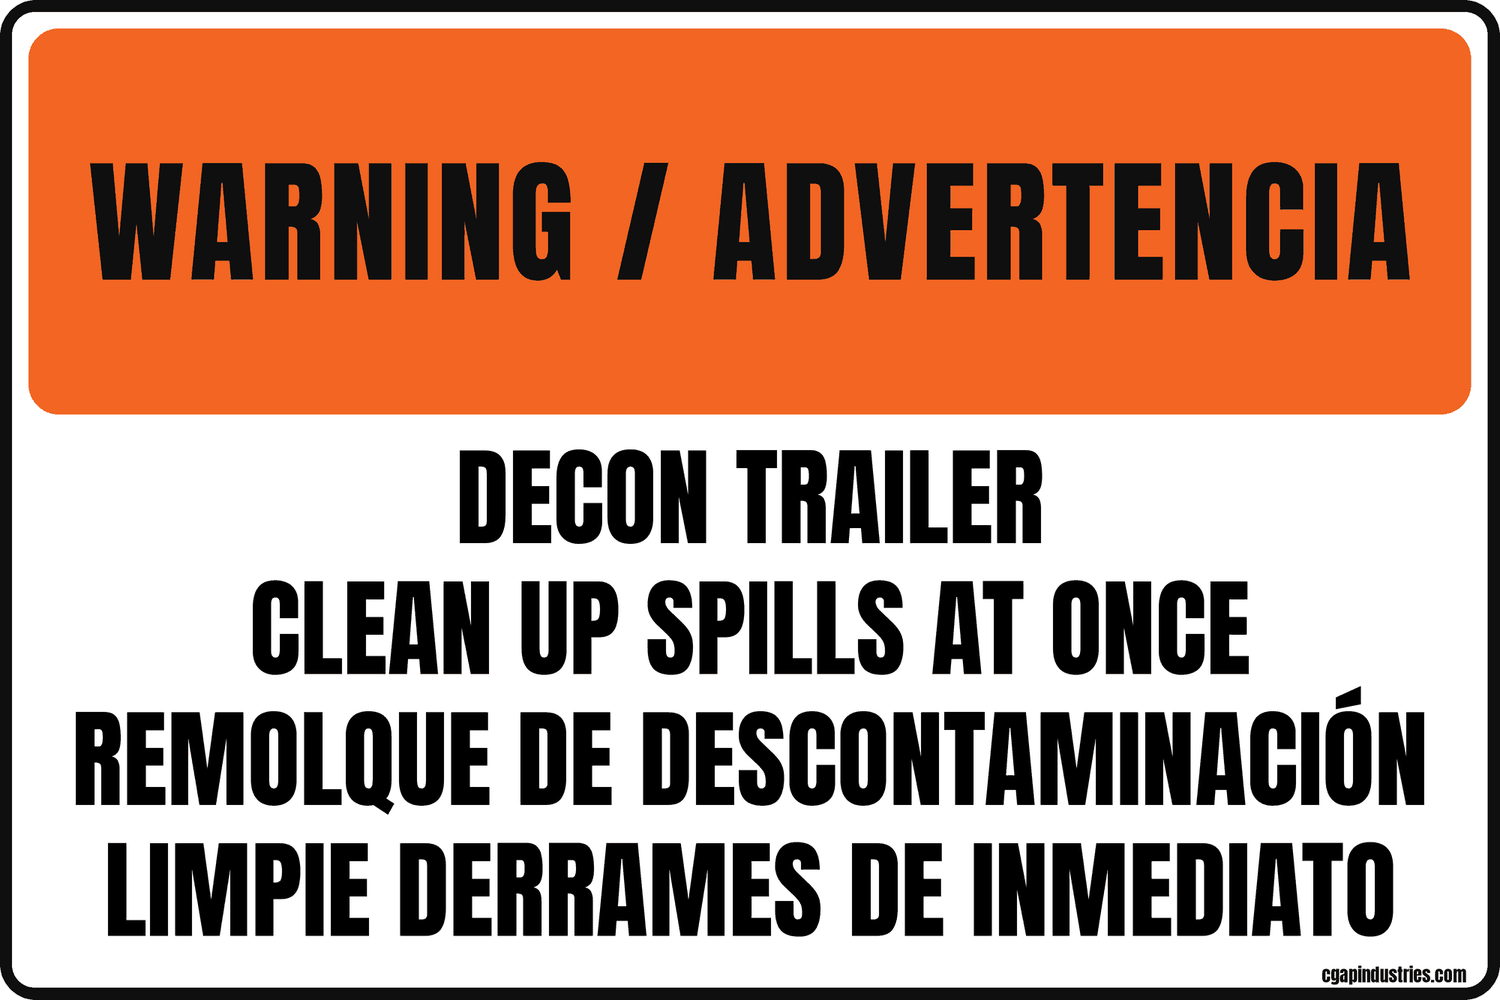 WARNING / ADVERTENCIA
DECON TRAILER
CLEAN UP SPILLS AT ONCE
REMOLQUE DE DESCONTAMINACIÓN
LIMPIE DERRAMES DE INMEDIATO
cgapindustries.com